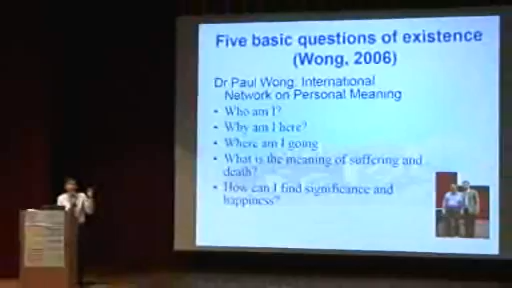 Five basic questions of existence
(Wong, 2006)
Dr Paul Wong, International
Network on Personal Meaning
• Who am I?
• Why am I here?
• Where am I going
• What is the meaning of suffering and
death?
• How can I find significance and
happiness?